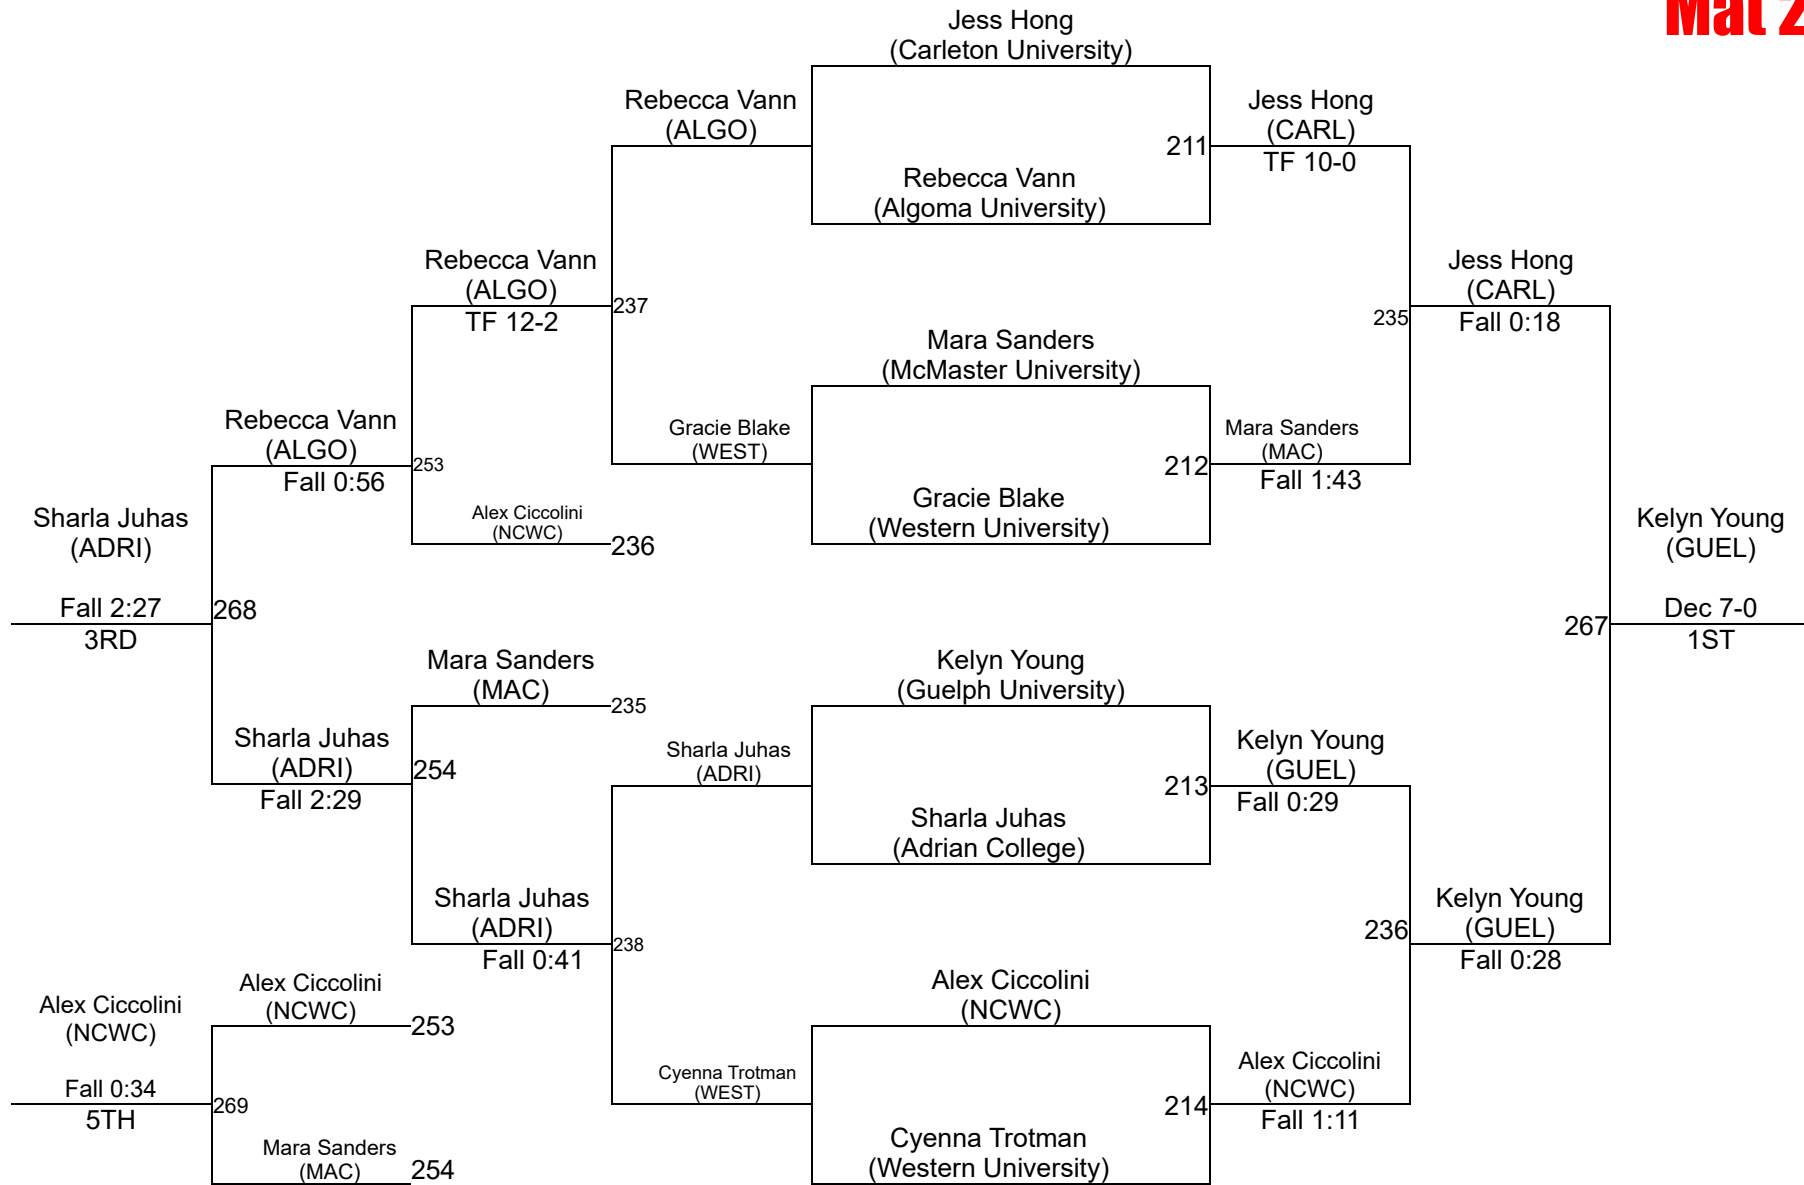 Mat 2
Jess Hong
(Carleton University)
Rebecca Vann
(ALGO)
211
Jess Hong
(CARL)
TF 10-0
Rebecca Vann
(Algoma University)
Rebecca Vann
(ALGO)
TF 12-2
237
Jess Hong
(CARL)
Fall 0:18
235
Mara Sanders
(McMaster University)
Rebecca Vann
(ALGO)
Fall 0:56
253
Gracie Blake
(WEST)
212
Mara Sanders
(MAC)
Fall 1:43
Gracie Blake
(Western University)
Alex Ciccolini
(NCWC)
236
Sharla Juhas
(ADRI)
Fall 2:27
3RD
268
Kelyn Young
(GUEL)
Dec 7-0
1ST
267
Mara Sanders
(MAC)
235
Kelyn Young
(Guelph University)
Sharla Juhas
(ADRI)
Fall 2:29
254
Sharla Juhas
(ADRI)
213
Kelyn Young
(GUEL)
Fall 0:29
Sharla Juhas
(Adrian College)
Sharla Juhas
(ADRI)
Fall 0:41
238
236
Kelyn Young
(GUEL)
Fall 0:28
Alex Ciccolini
(NCWC)
Alex Ciccolini
(NCWC)
253
Alex Ciccolini
(NCWC)
Fall 0:34
5TH
269
Cyenna Trotman
(WEST)
214
Alex Ciccolini
(NCWC)
Fall 1:11
Mara Sanders
(MAC)
254
Cyenna Trotman
(Western University)